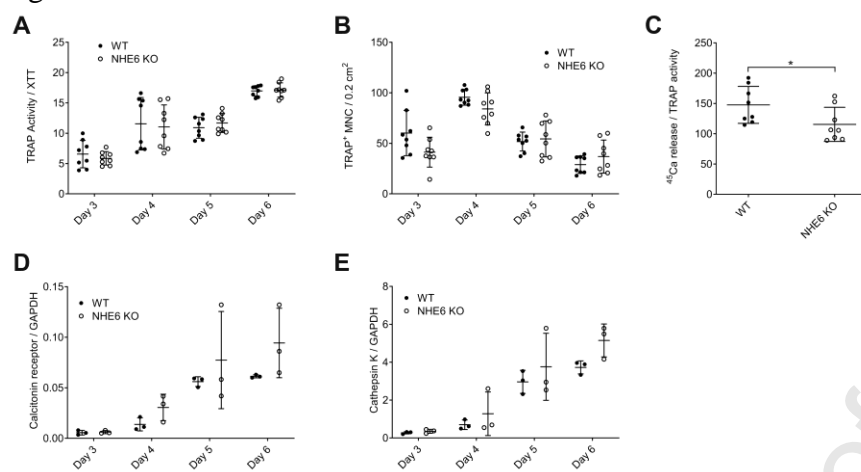 A
WT
NHE6 KO
TRAP Activity / XTT
25
20
15
10
5
0
Day 3
Day 4
Day 5
Day 6
B
WT
NHE6 KO
TRAP⁺ MNC / 0.2 cm²
150
100
50
0
Day 3
Day 4
Day 5
Day 6
C
⁴⁵Ca release / TRAP activity
250
200
150
100
50
0
*
WT
NHE6 KO
D
WT
NHE6 KO
Calcitonin receptor / GAPDH
0.15
0.10
0.05
0.00
Day 3
Day 4
Day 5
Day 6
E
WT
NHE6 KO
Cathepsin K / GAPDH
8
6
4
2
0
Day 3
Day 4
Day 5
Day 6